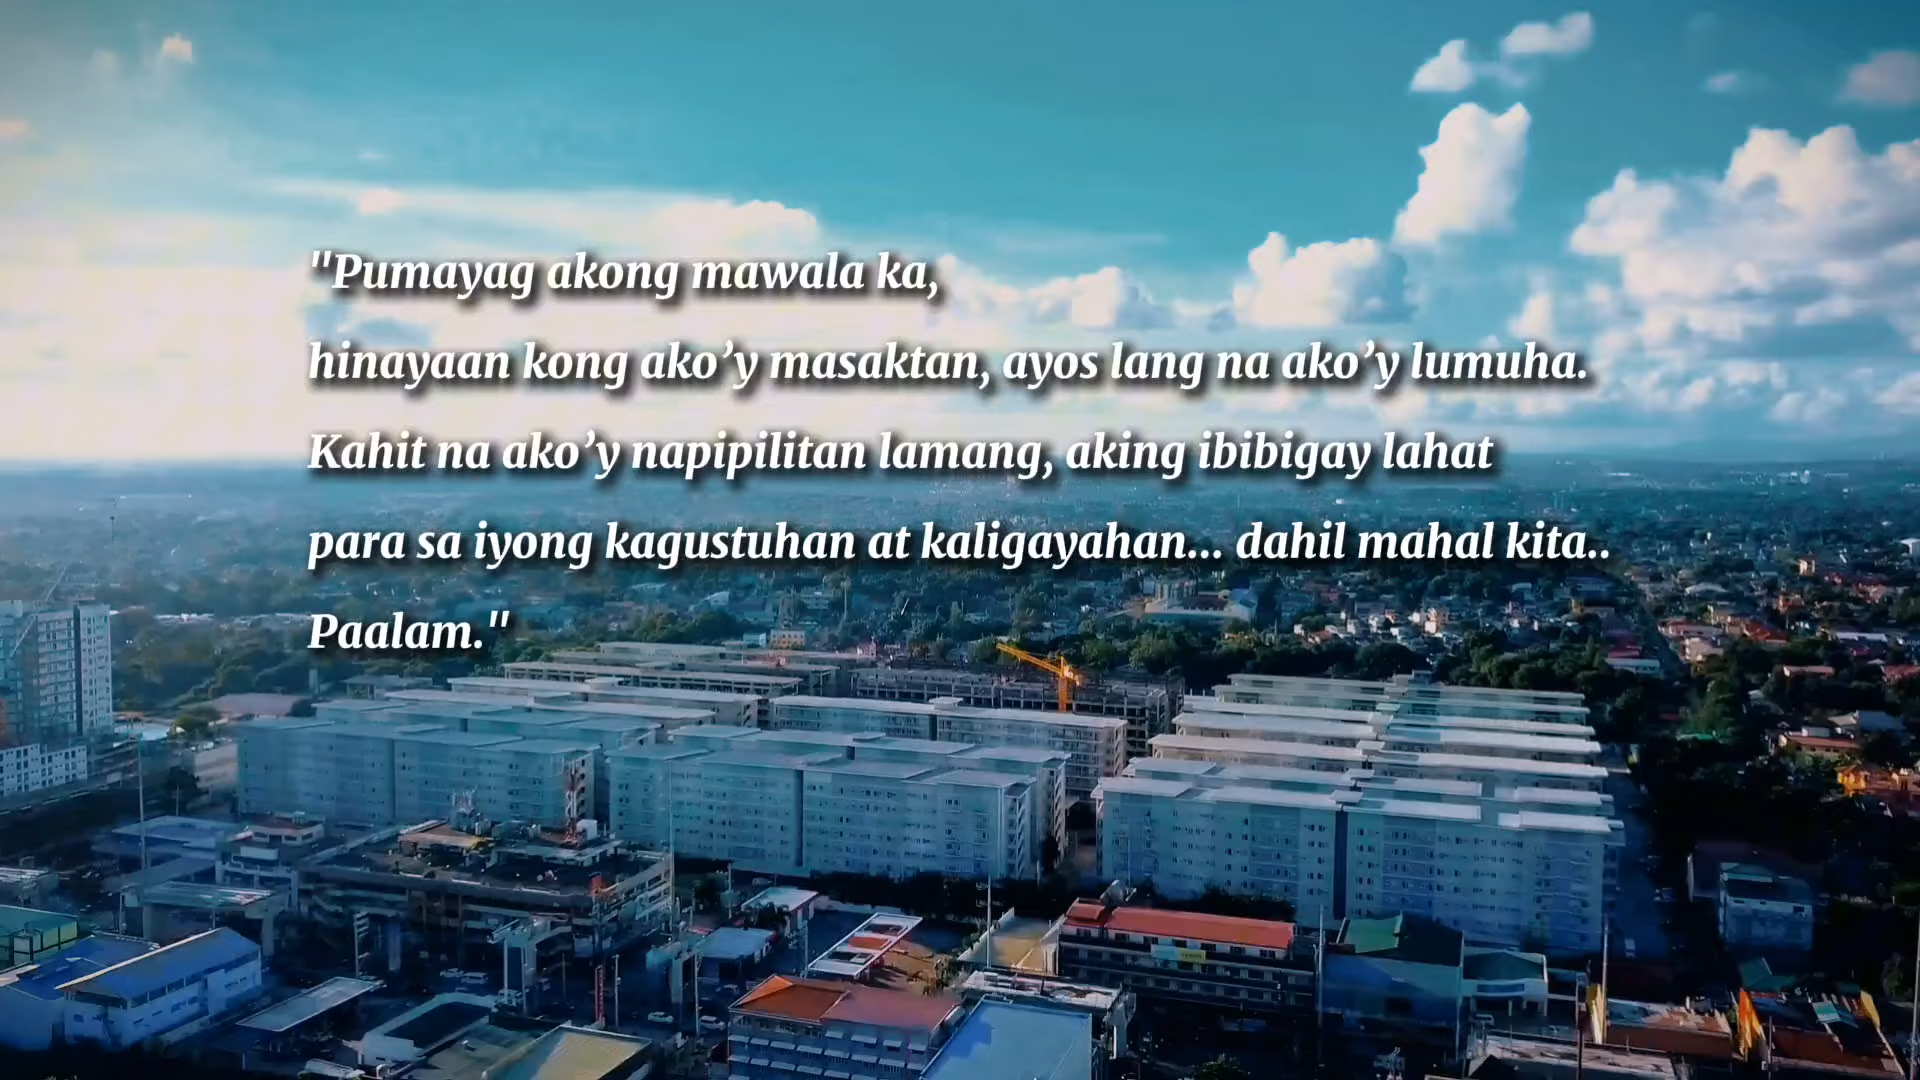 "Pumayag akong mawala ka,
hinayaan kong ako’y masaktan, ayos lang na ako’y lumuha.
Kahit na ako’y napipilitan lamang, aking ibibigay lahat
para sa iyong kagustuhan at kaligayahan... dahil mahal kita..
Paalam."